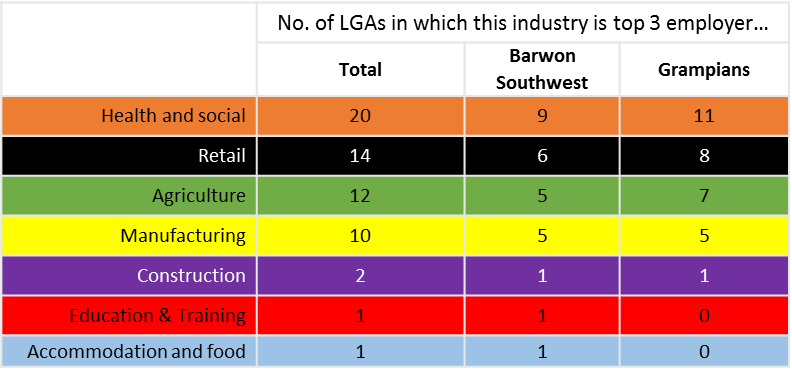 No. of LGAs in which this industry is top 3 employer…
Total Barwon Southwest Grampians
Health and social 20 9 11
Retail 14 6 8
Agriculture 12 5 7
Manufacturing 10 5 5
Construction 2 1 1
Education & Training 1 1 0
Accommodation and food 1 1 0